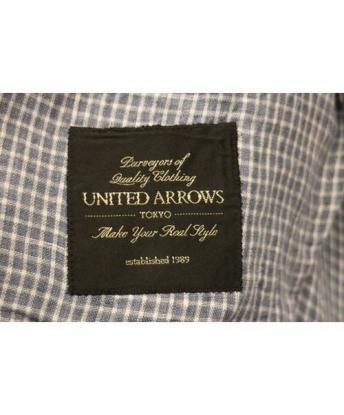 Purveyors of
Quality Clothing
UNITED ARROWS
TOKYO
Make Your Real Style
established 1989